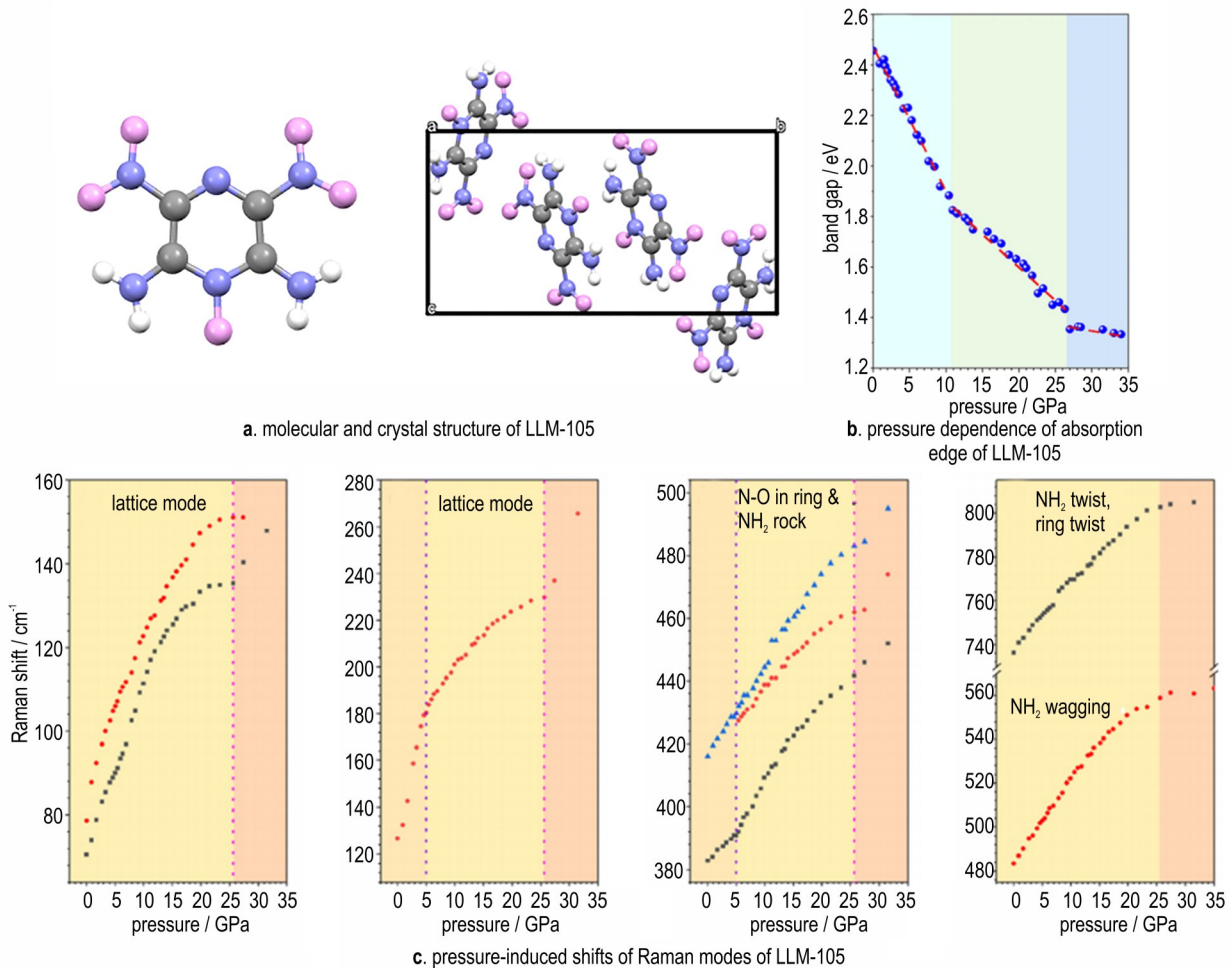 a
b
c
a. molecular and crystal structure of LLM-105
2.6
2.4
2.2
2.0
1.8
1.6
1.4
1.2
band gap / eV
0 5 10 15 20 25 30 35
pressure / GPa
b. pressure dependence of absorption
edge of LLM-105
Raman shift / cm⁻¹
160
140
120
100
80
lattice mode
0 5 10 15 20 25 30 35
pressure / GPa
280
260
240
220
200
180
160
140
120
lattice mode
0 5 10 15 20 25 30 35
pressure / GPa
500
480
460
440
420
400
380
N-O in ring &
NH₂ rock
0 5 10 15 20 25 30 35
pressure / GPa
800
780
760
740
560
540
520
500
480
NH₂ twist,
ring twist
NH₂ wagging
0 5 10 15 20 25 30 35
pressure / GPa
c. pressure-induced shifts of Raman modes of LLM-105